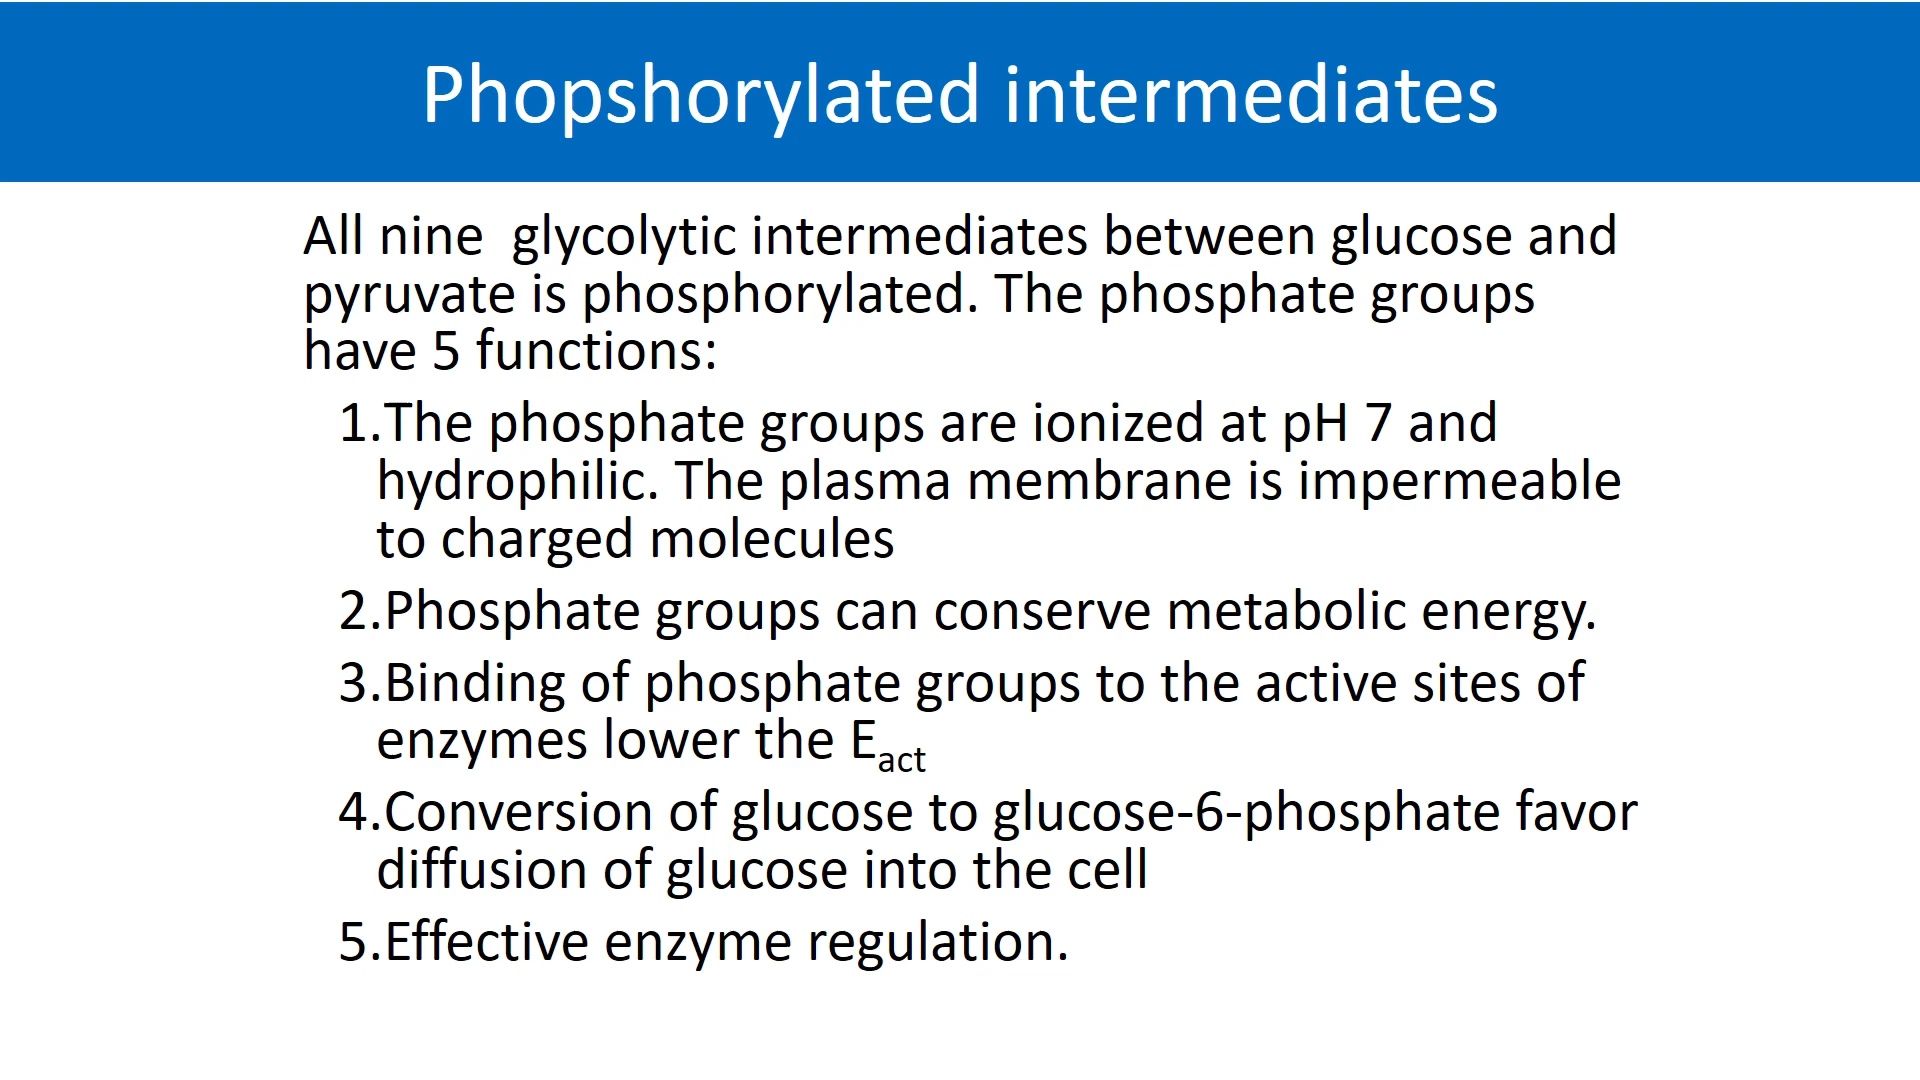 Phopshorylated intermediates
All nine  glycolytic intermediates between glucose and
pyruvate is phosphorylated. The phosphate groups
have 5 functions:
1.The phosphate groups are ionized at pH 7 and
hydrophilic. The plasma membrane is impermeable
to charged molecules
2.Phosphate groups can conserve metabolic energy.
3.Binding of phosphate groups to the active sites of
enzymes lower the Eact
4.Conversion of glucose to glucose-6-phosphate favor
diffusion of glucose into the cell
5.Effective enzyme regulation.